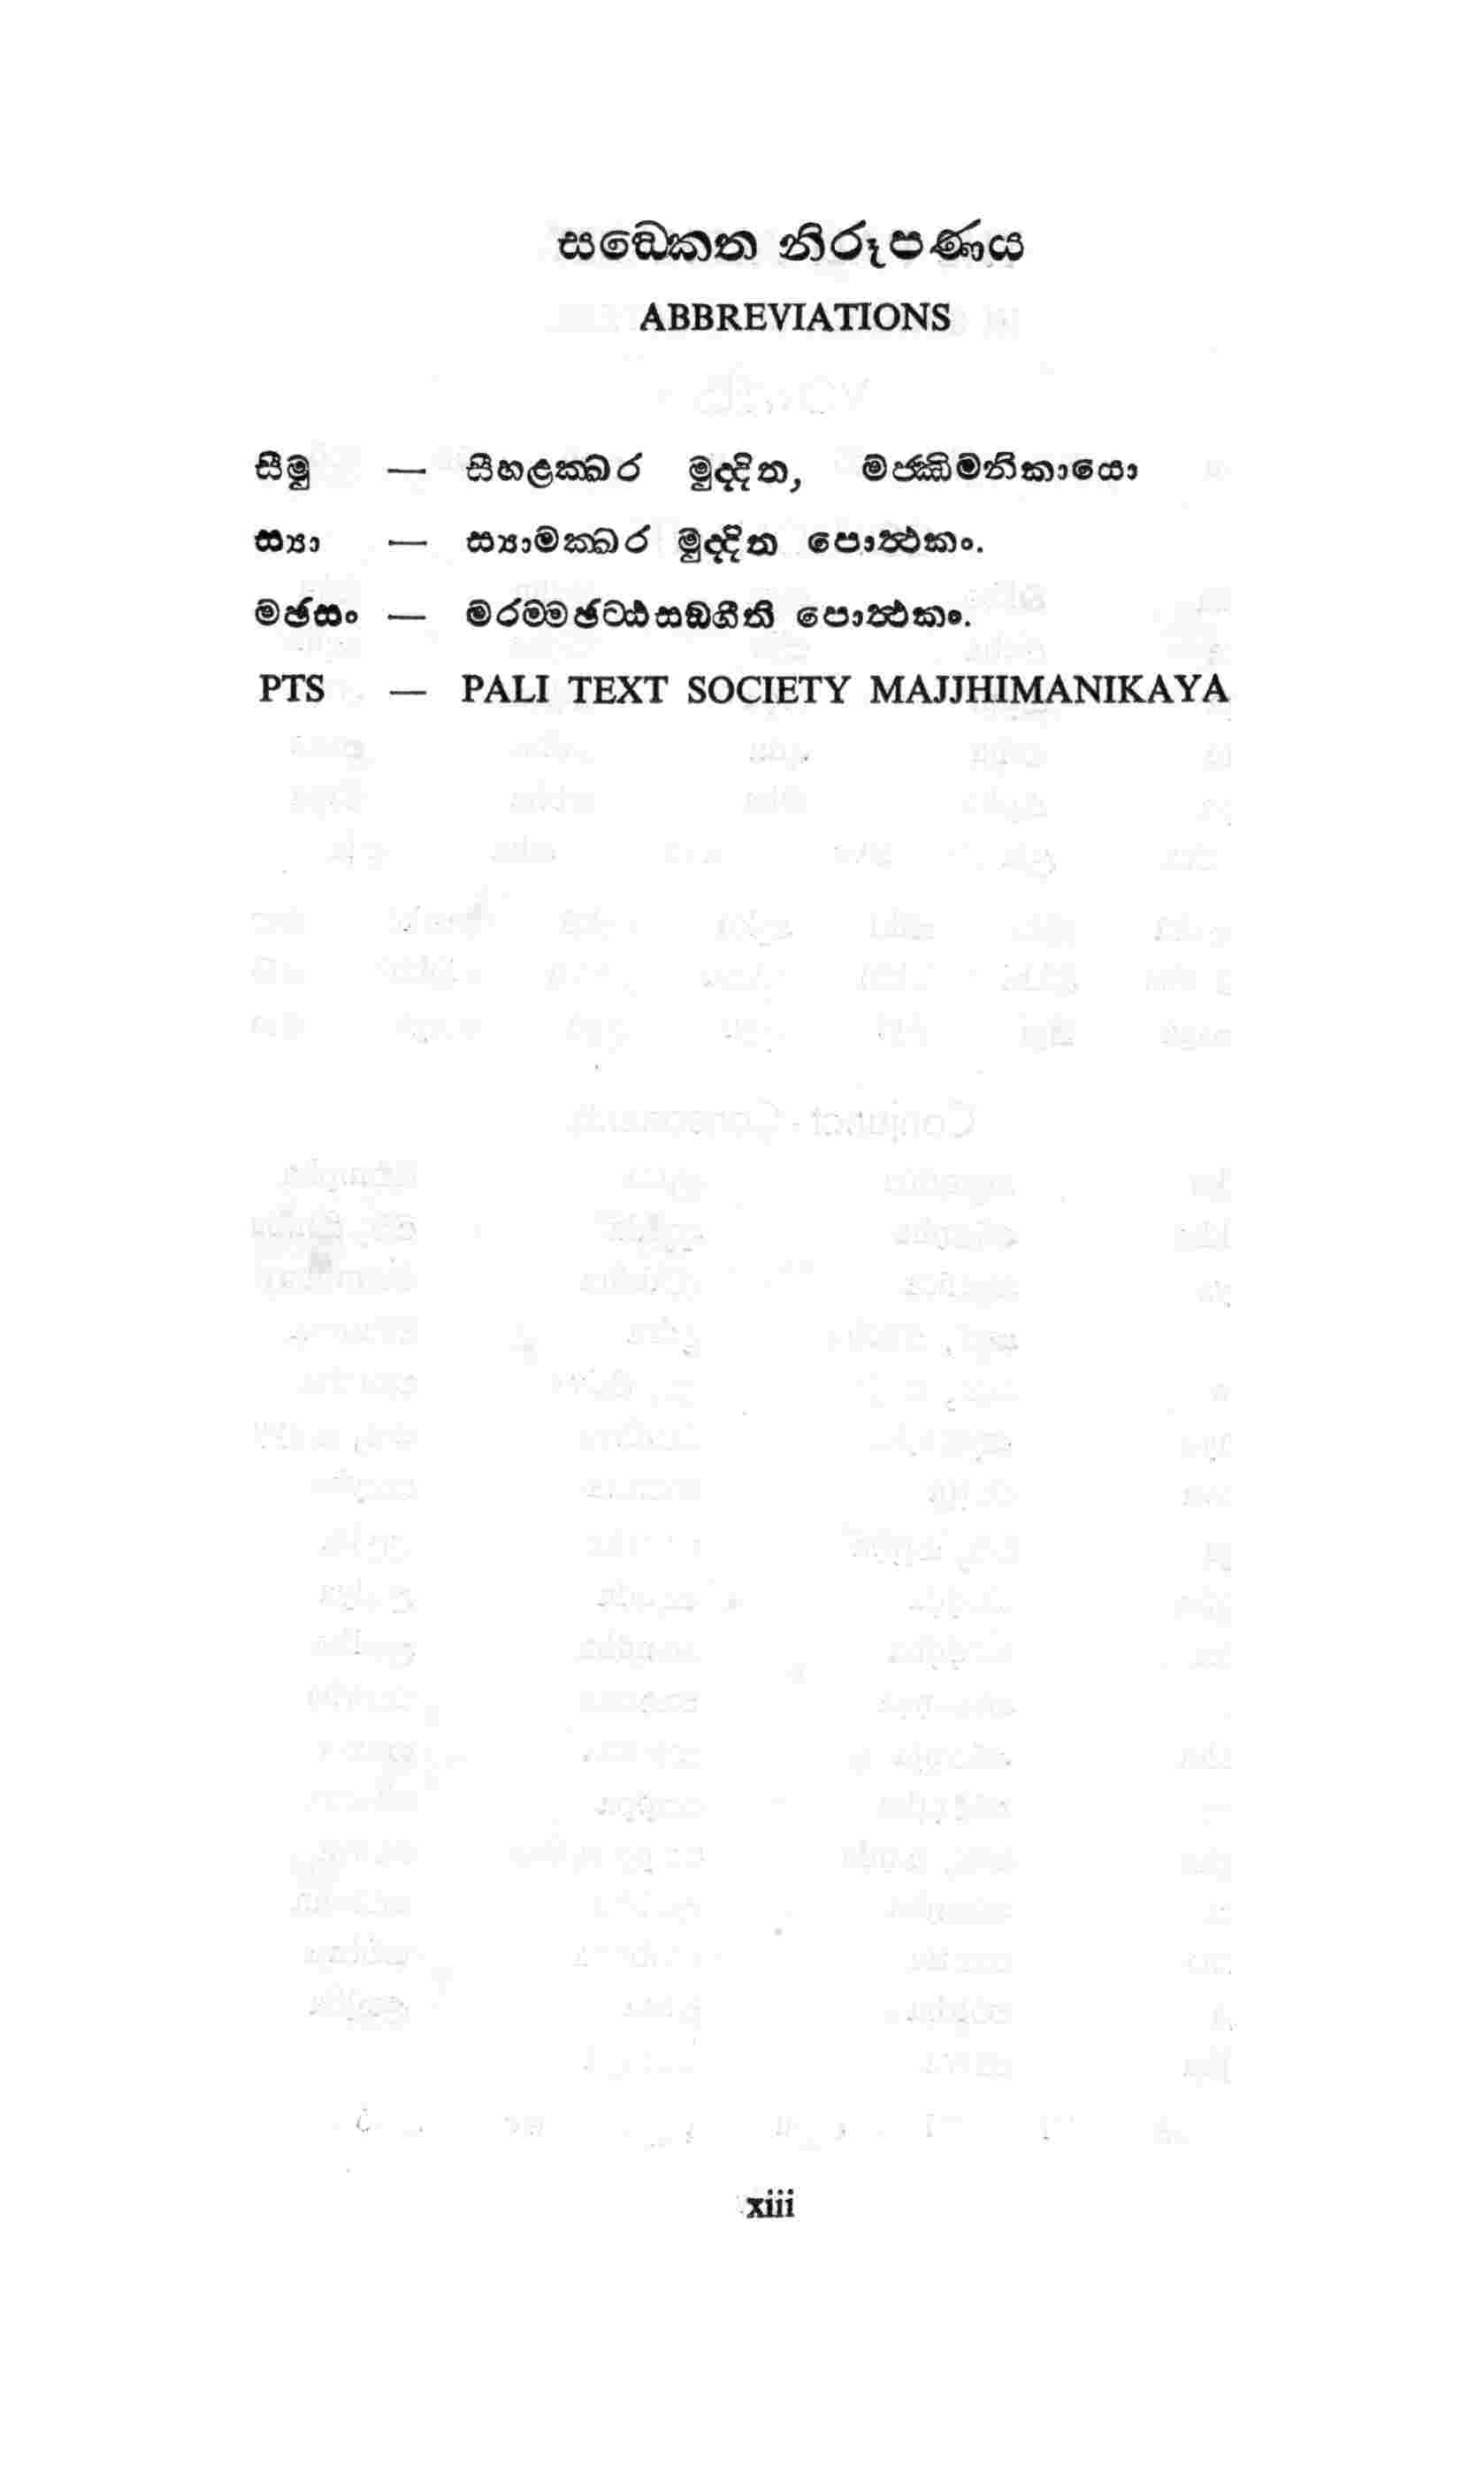 සඞ‍්කෙත නිරූපණය
ABBREVIATIONS
සීමු — සීහළක‍්ඛර මුද‍්දිත, මජ‍්ඣිමනිකායො
ස්‍යා — ස්‍යාමක‍්ඛර මුද‍්දිත පොත්‍ථකං.
මඡසං — මරම‍්මඡට‍්ඨසඞ‍්ගීති පොත්‍ථකං.
PTS — PALI TEXT SOCIETY MAJJHIMANIKAYA
xiii